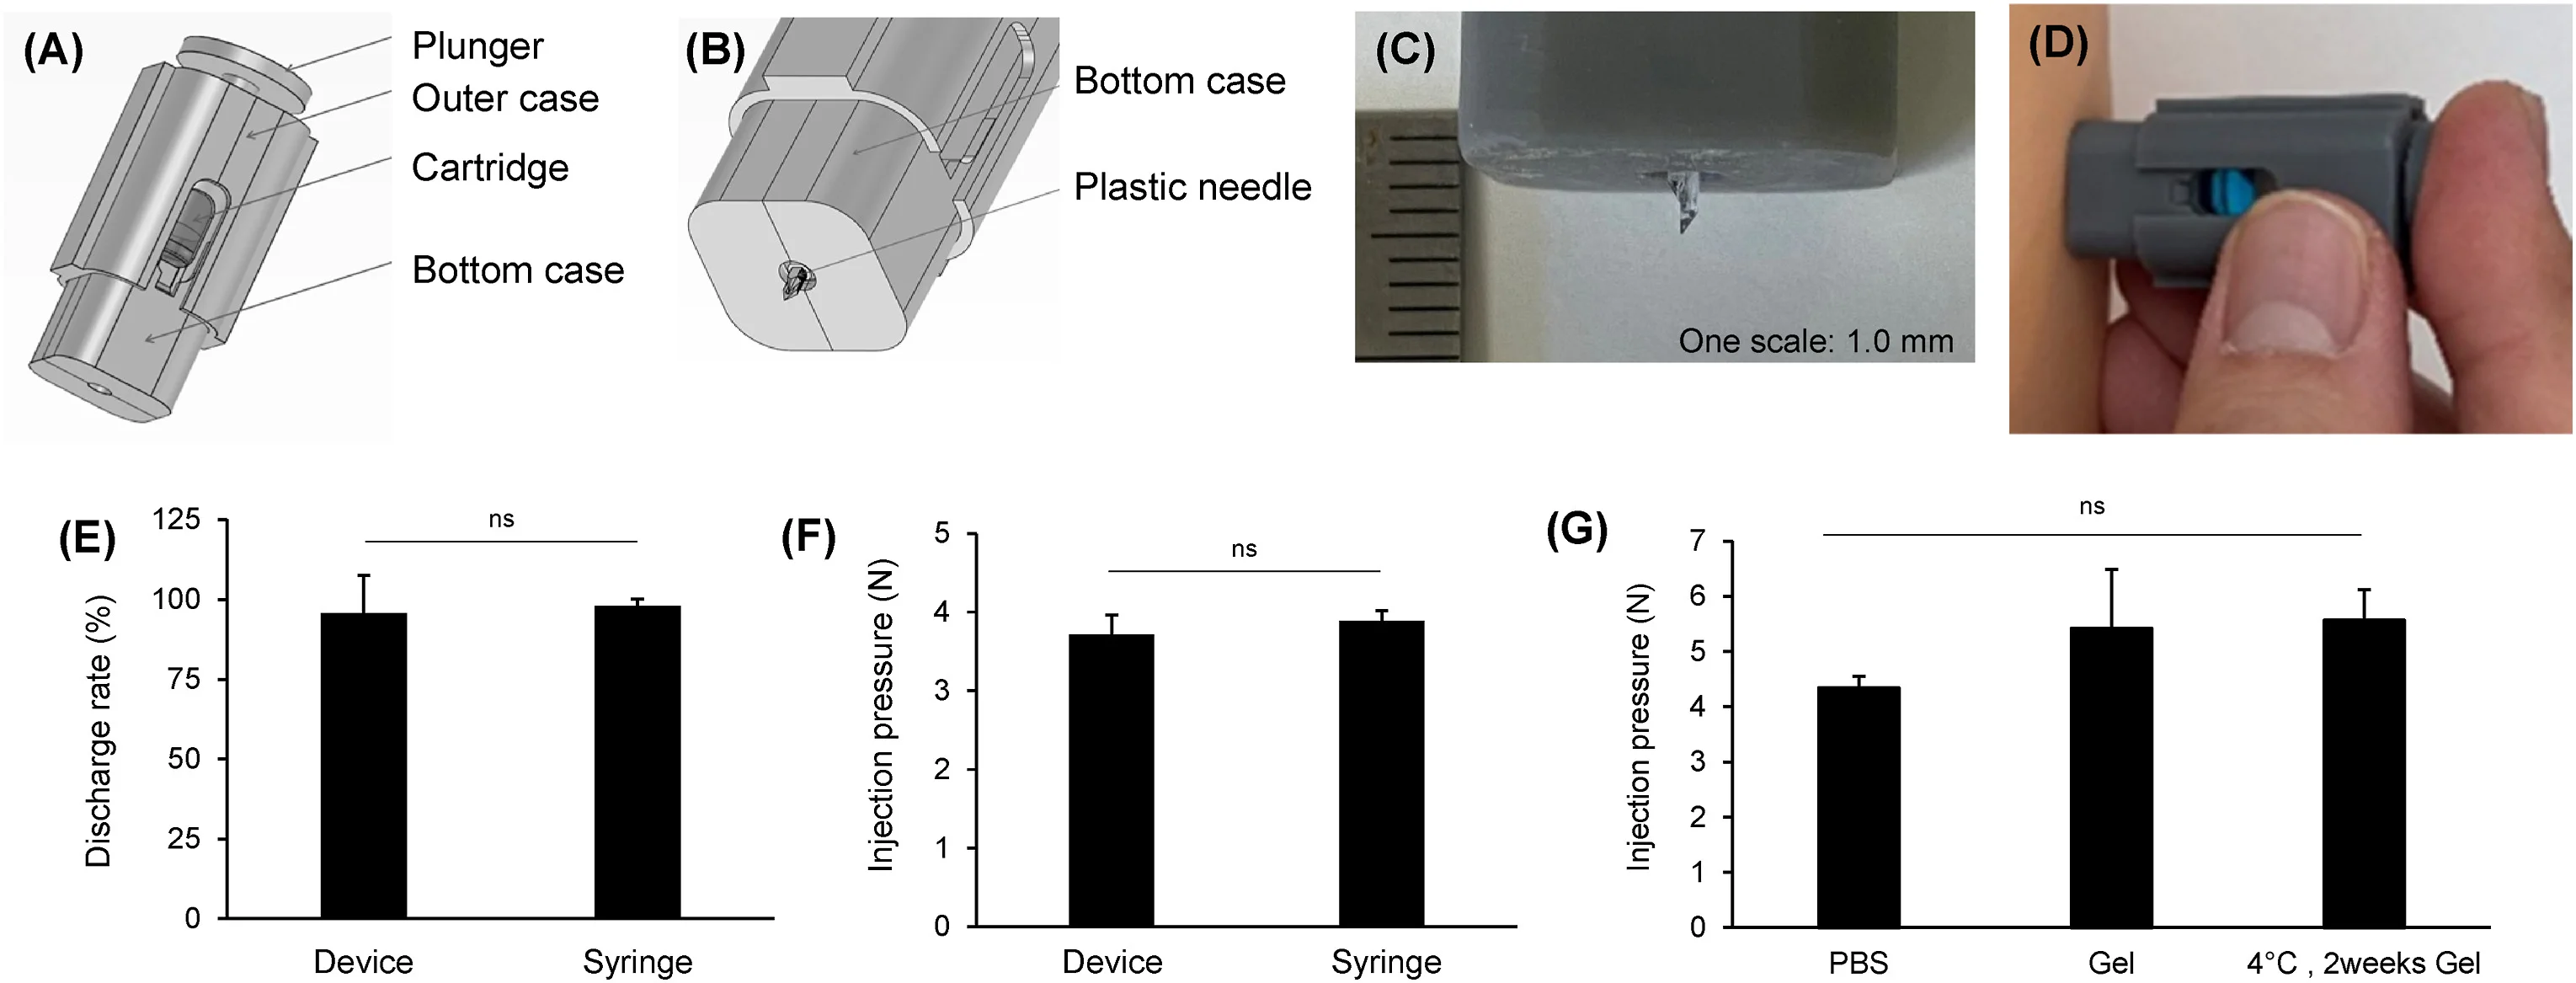 (A)
Plunger
Outer case
Cartridge
Bottom case
(B)
Bottom case
Plastic needle
(C)
One scale: 1.0 mm
(D)
(E)
ns
Discharge rate (%)
125
100
75
50
25
0
Device
Syringe
(F)
ns
Injection pressure (N)
5
4
3
2
1
0
Device
Syringe
(G)
ns
Injection pressure (N)
7
6
5
4
3
2
1
0
PBS
Gel
4°C , 2weeks Gel